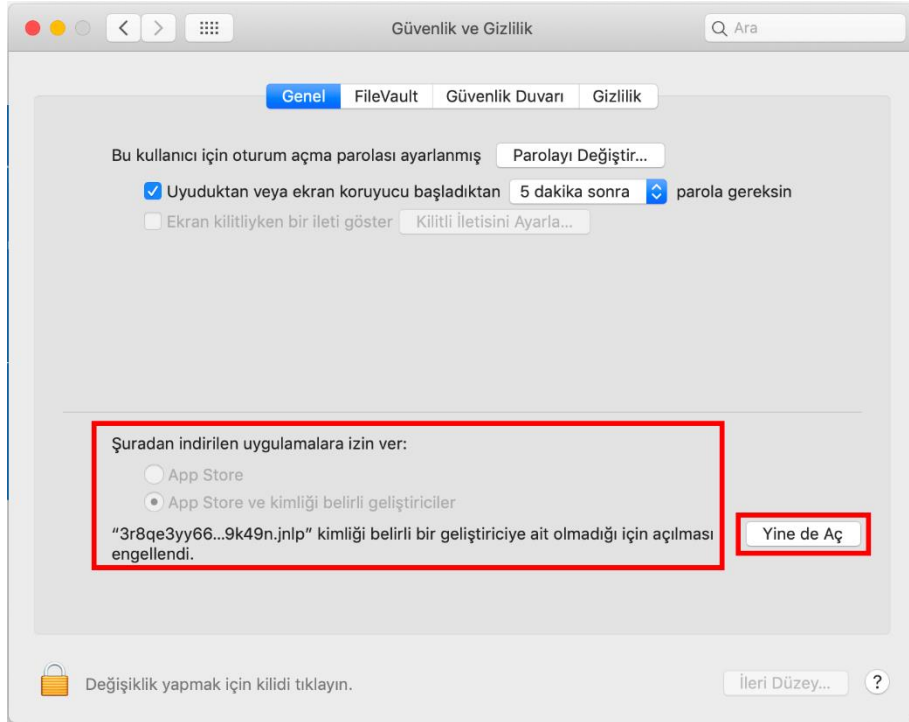 Güvenlik ve Gizlilik
Ara
Genel FileVault Güvenlik Duvarı Gizlilik
Bu kullanıcı için oturum açma parolası ayarlanmış Parolayı Değiştir...
Uyuduktan veya ekran koruyucu başladıktan 5 dakika sonra parola gereksin
Ekran kilitliyken bir ileti göster Kilitli İletisini Ayarla...
Şuradan indirilen uygulamalara izin ver:
App Store
App Store ve kimliği belirli geliştiriciler
“3r8qe3yy66...9k49n.jnlp” kimliği belirli bir geliştiriciye ait olmadığı için açılması
engellendi.
Yine de Aç
Değişiklik yapmak için kilidi tıklayın.
İleri Düzey...
?